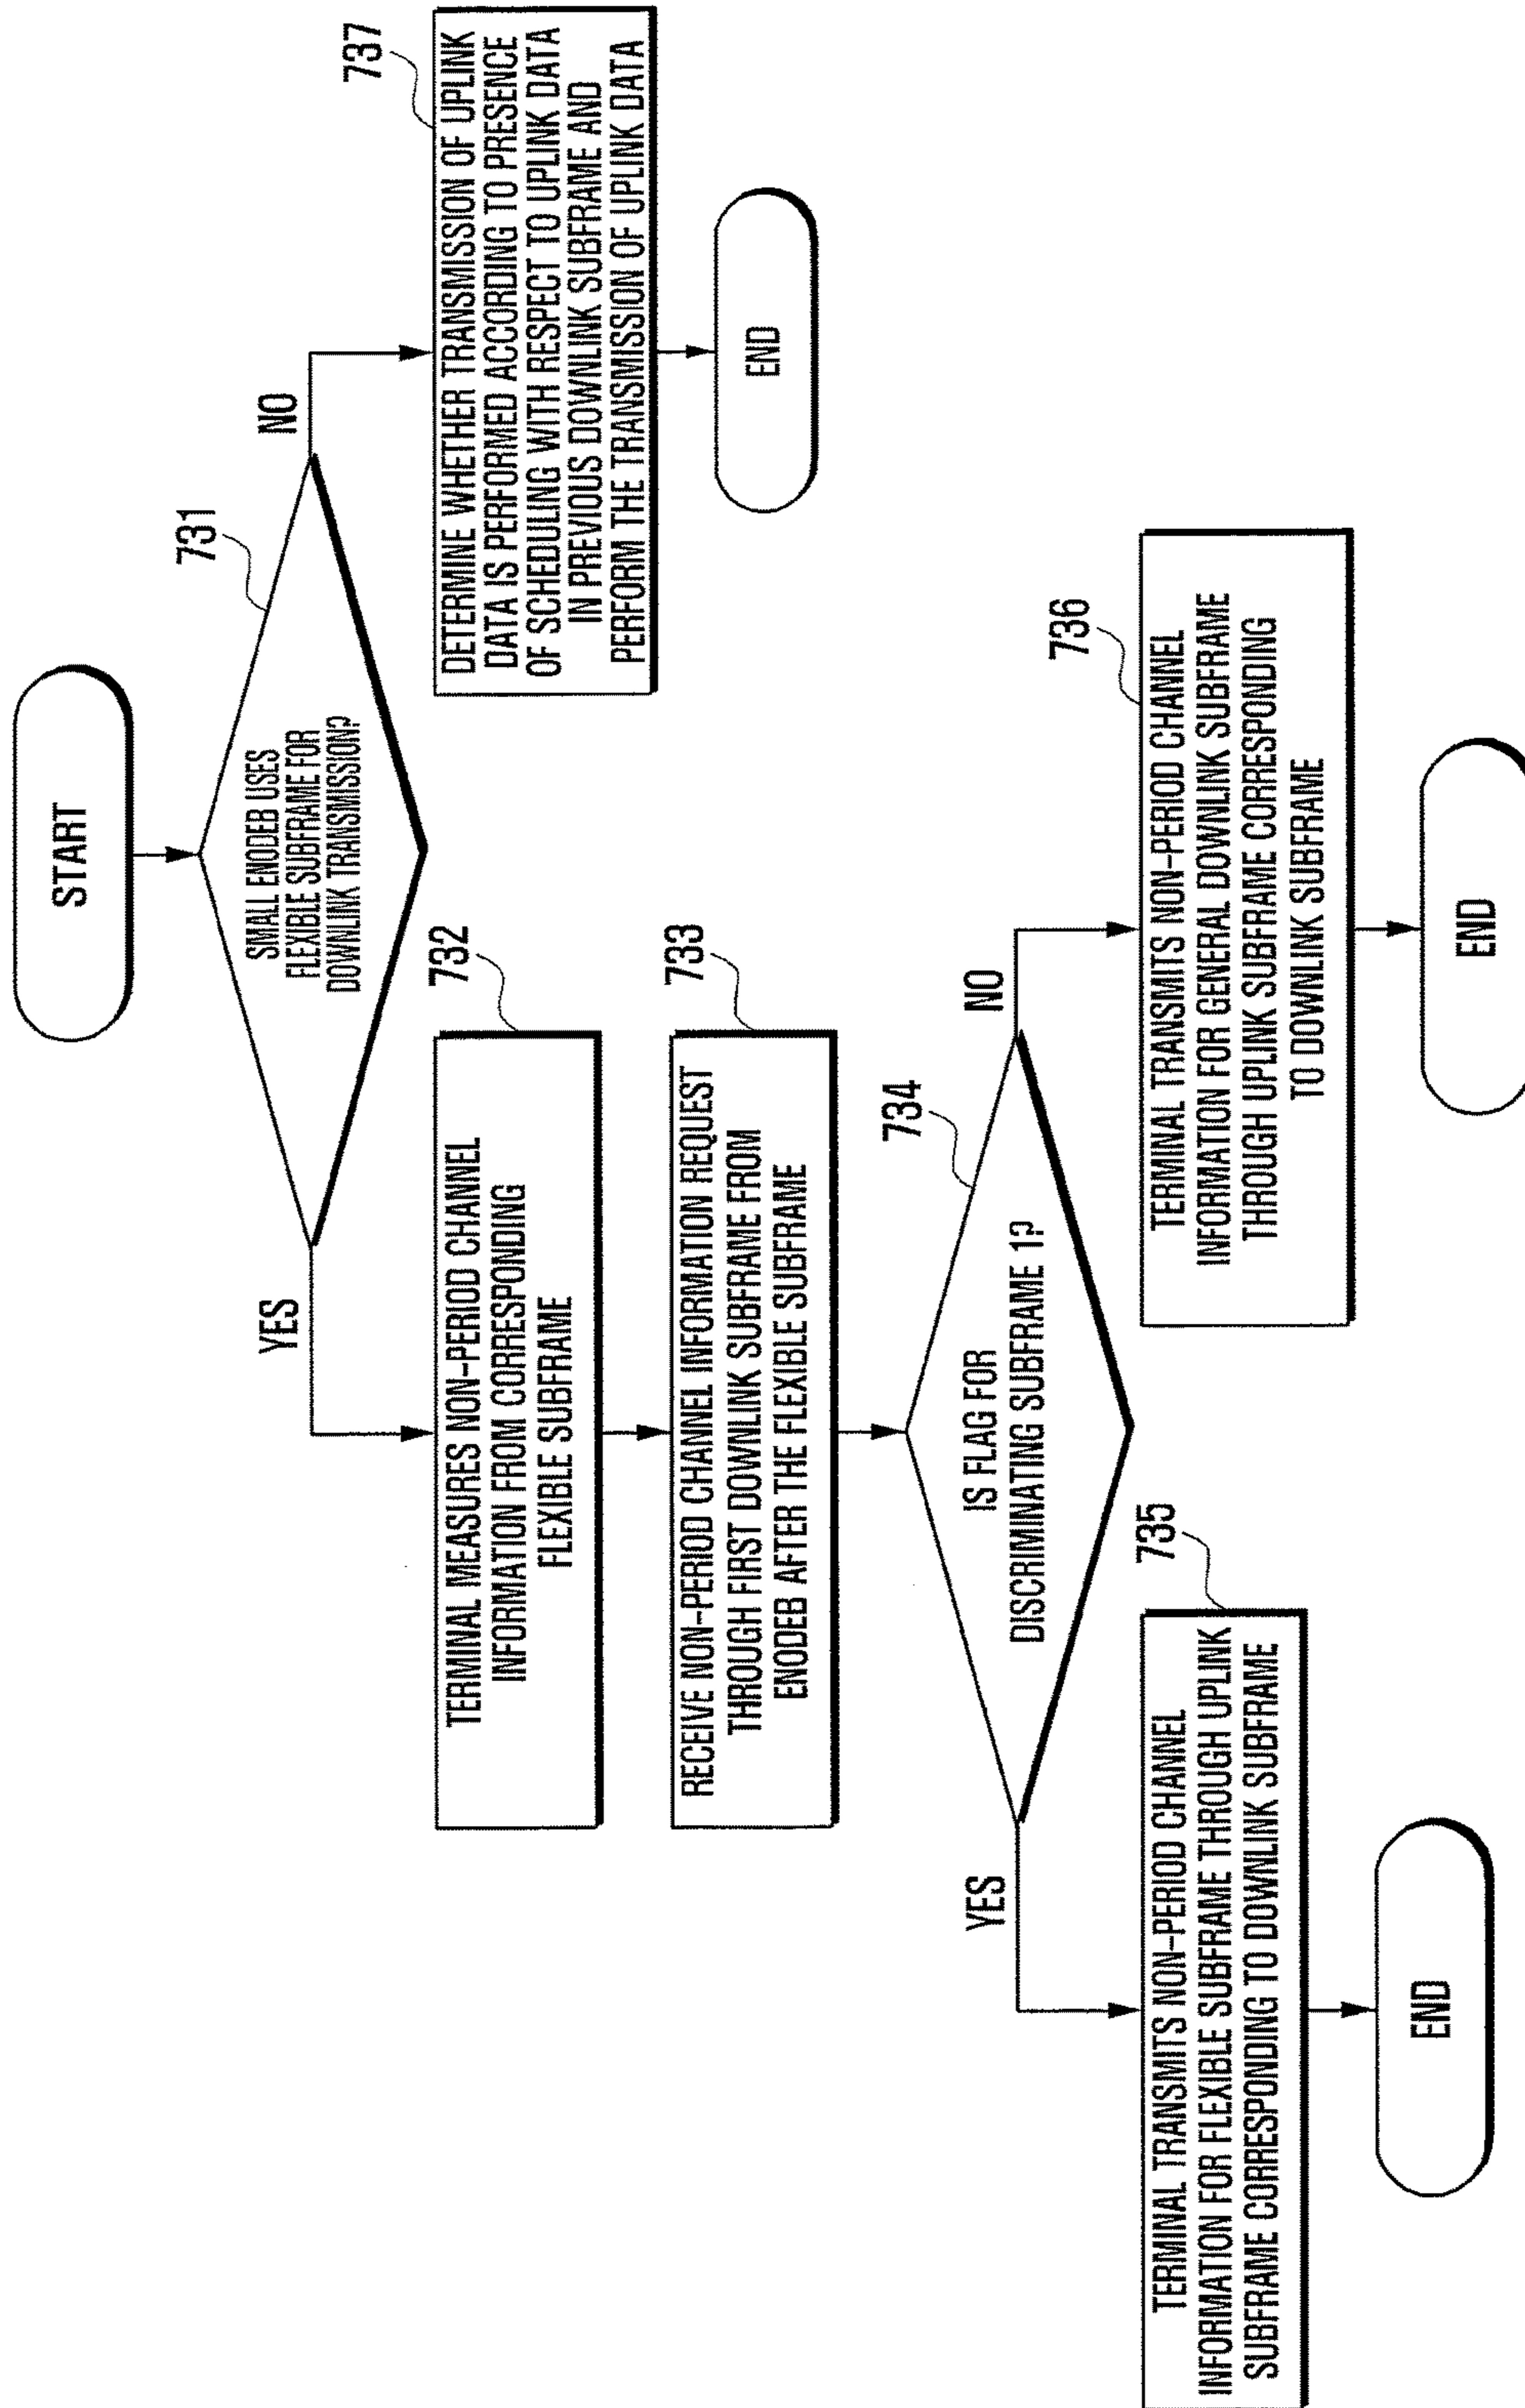 START
731
SMALL ENODEB USES
FLEXIBLE SUBFRAME FOR
DOWNLINK TRANSMISSION?
YES
NO
732
TERMINAL MEASURES NON-PERIOD CHANNEL
INFORMATION FROM CORRESPONDING
FLEXIBLE SUBFRAME
737
DETERMINE WHETHER TRANSMISSION OF UPLINK
DATA IS PERFORMED ACCORDING TO PRESENCE
OF SCHEDULING WITH RESPECT TO UPLINK DATA
IN PREVIOUS DOWNLINK SUBFRAME AND
PERFORM THE TRANSMISSION OF UPLINK DATA
END
733
RECEIVE NON-PERIOD CHANNEL INFORMATION REQUEST
THROUGH FIRST DOWNLINK SUBFRAME FROM
ENODEB AFTER THE FLEXIBLE SUBFRAME
734
IS FLAG FOR
DISCRIMINATING SUBFRAME 1?
YES
NO
735
TERMINAL TRANSMITS NON-PERIOD CHANNEL
INFORMATION FOR FLEXIBLE SUBFRAME THROUGH UPLINK
SUBFRAME CORRESPONDING TO DOWNLINK SUBFRAME
END
736
TERMINAL TRANSMITS NON-PERIOD CHANNEL
INFORMATION FOR GENERAL DOWNLINK SUBFRAME
THROUGH UPLINK SUBFRAME CORRESPONDING
TO DOWNLINK SUBFRAME
END